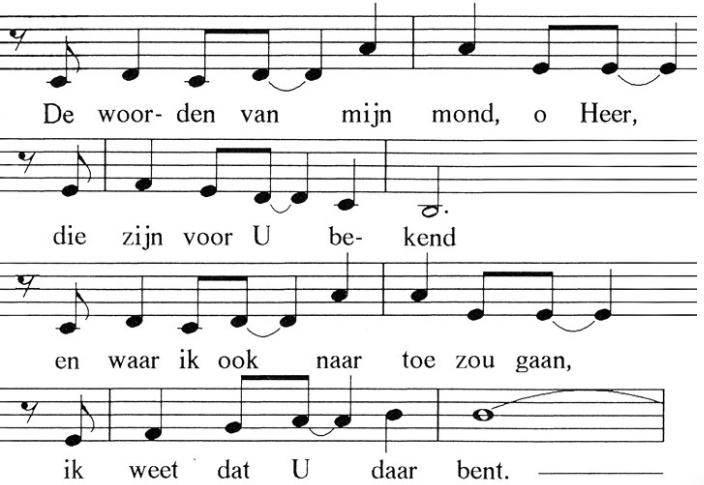 De woor- den van mijn mond, o Heer,
die zijn voor U be- kend
en waar ik ook naar toe zou gaan,
ik weet dat U daar bent.